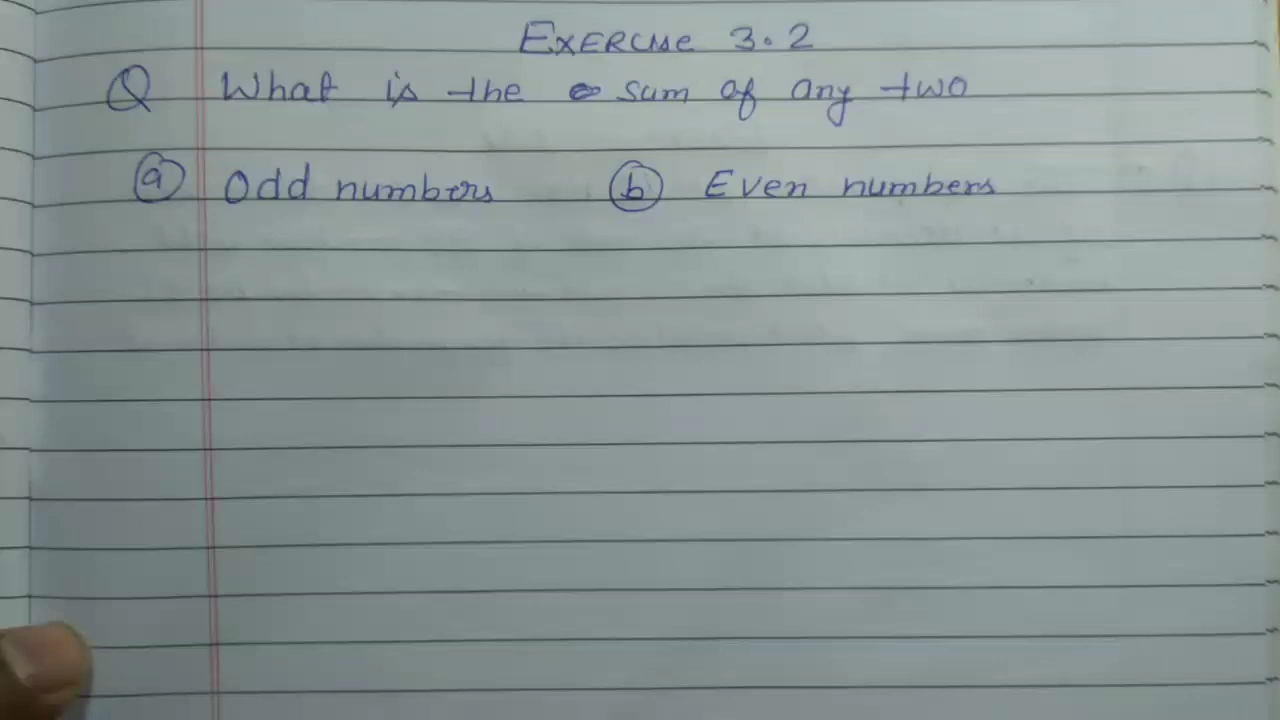 EXERCISE 3.2
Q What is the sum of any two
(a) Odd numbers (b) Even numbers